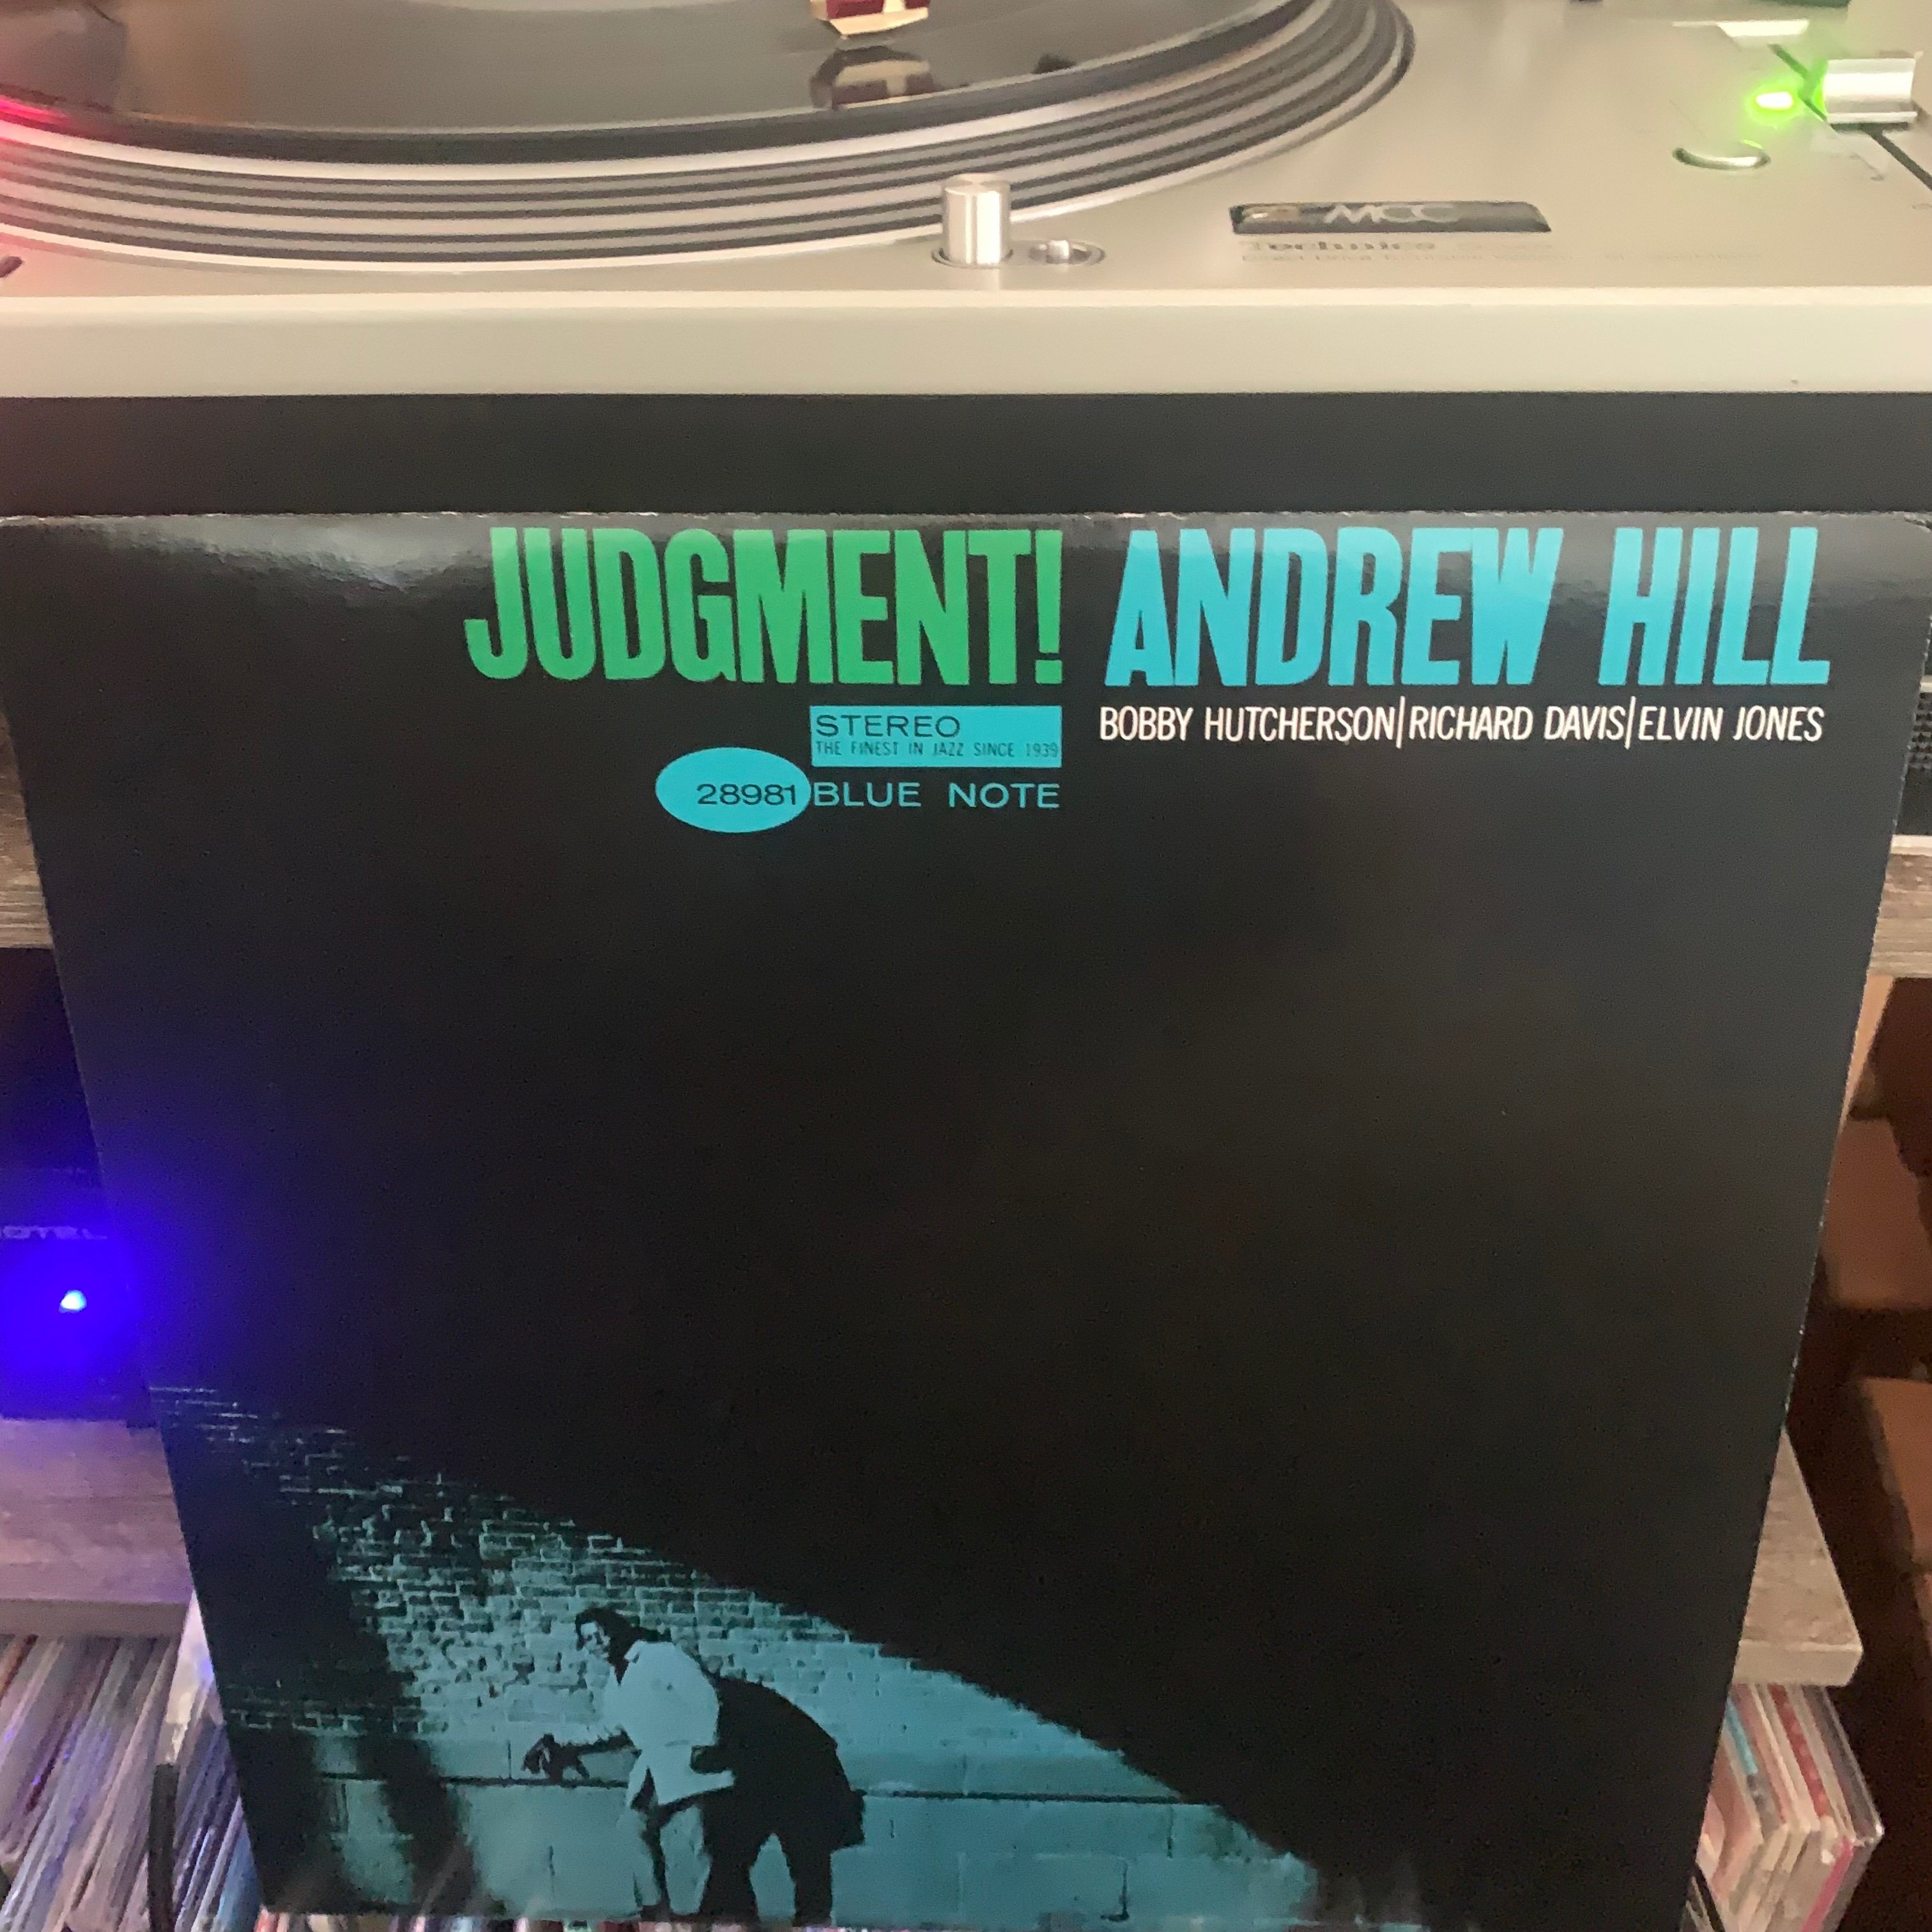 MCC
Technics
JUDGMENT! ANDREW HILL
STEREO
THE FINEST IN JAZZ SINCE 1939
28981 BLUE NOTE
BOBBY HUTCHERSON|RICHARD DAVIS|ELVIN JONES